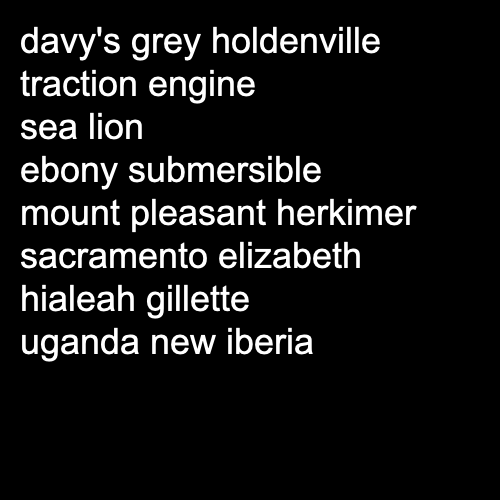 davy's grey holdenville
traction engine
sea lion
ebony submersible
mount pleasant herkimer
sacramento elizabeth
hialeah gillette
uganda new iberia